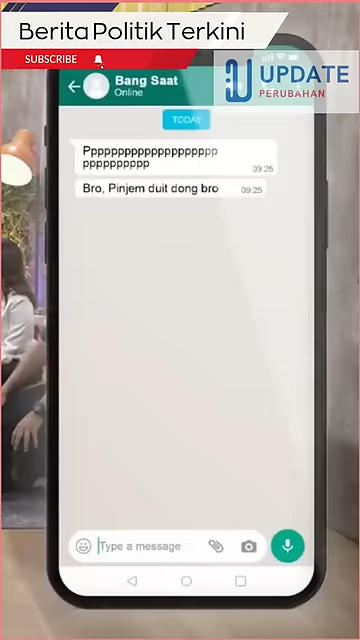 Berita Politik Terkini
SUBSCRIBE
UPDATE
PERUBAHAN
Bang Saat
Online
TODAY
Ppppppppppppppppppppp
pppppppppp
09:25
Bro, Pinjem duit dong bro
09:25
Type a message